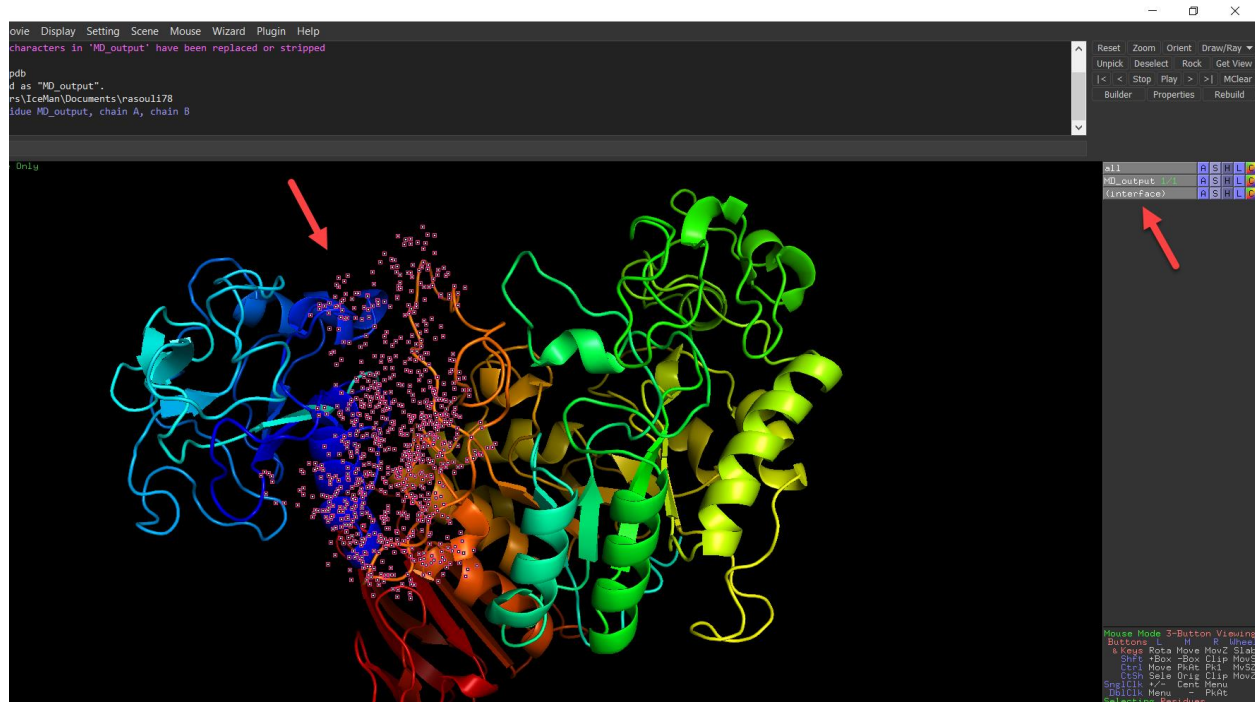 ovie Display Setting Scene Mouse Wizard Plugin Help
characters in 'MD_output' have been replaced or stripped
pdb
d as "MD_output".
rs\IceMan\Documents\rasouli78
idue MD_output, chain A, chain B
Reset Zoom Orient Draw/Ray
Unpick Deselect Rock Get View
|< < Stop Play > >| MClear
Builder Properties Rebuild
Only
all A S H L C
MD_output 1/1 A S H L C
(interface) A S H L C
Mouse Mode 3-Button Viewing
Buttons L M R Wheel
& Keys Rota Move MovZ Slab
Shft +Box -Box Clip MovS
Ctrl Move PkAt Pk1 MvSZ
CtSh Sele Orig Clip MovZ
SnglClk +/- Cent Menu
DblClk Menu - PkAt
Selecting Residues